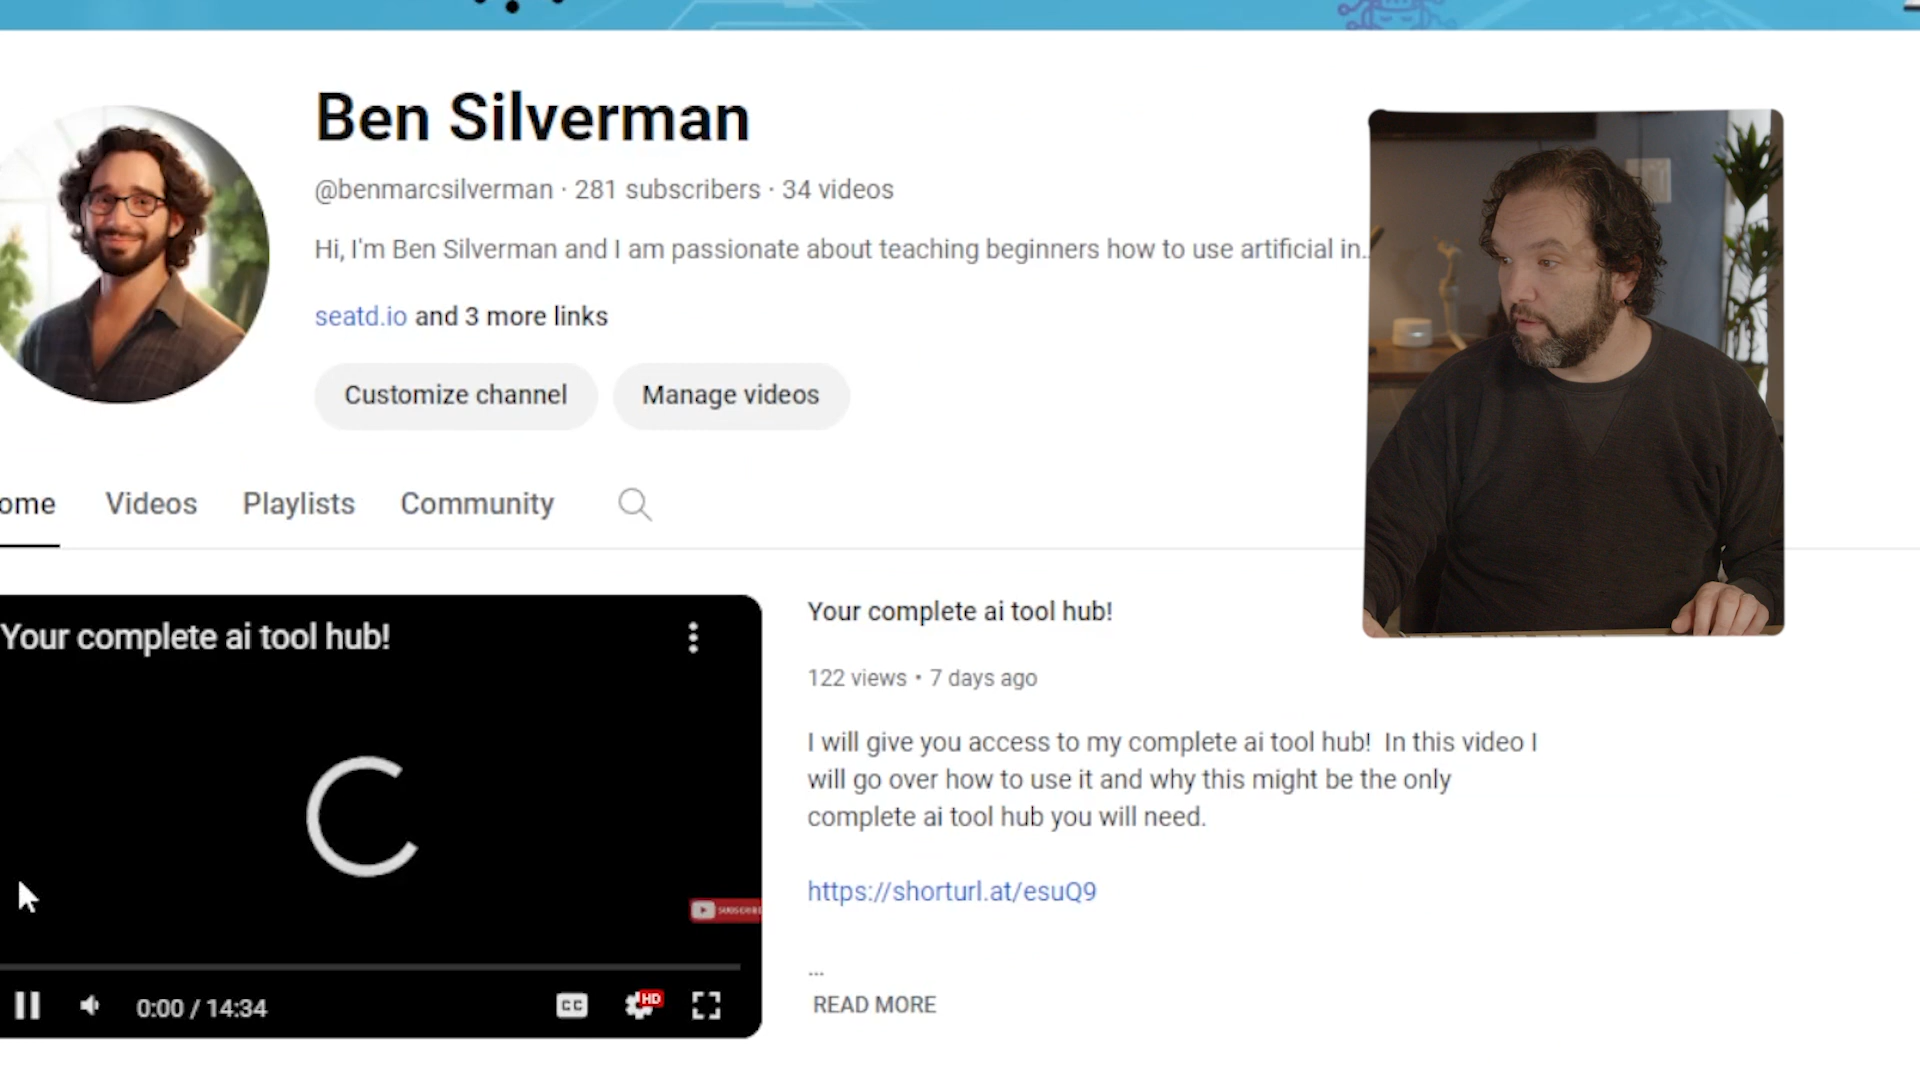 Ben Silverman
@benmarcsilverman · 281 subscribers · 34 videos
Hi, I'm Ben Silverman and I am passionate about teaching beginners how to use artificial in..
seatd.io and 3 more links
Customize channel
Manage videos
ome
Videos
Playlists
Community
Your complete ai tool hub!
SUBSCRIBE
0:00 / 14:34
CC
HD
Your complete ai tool hub!
122 views • 7 days ago
I will give you access to my complete ai tool hub!  In this video I
will go over how to use it and why this might be the only
complete ai tool hub you will need.
https://shorturl.at/esuQ9
...
READ MORE